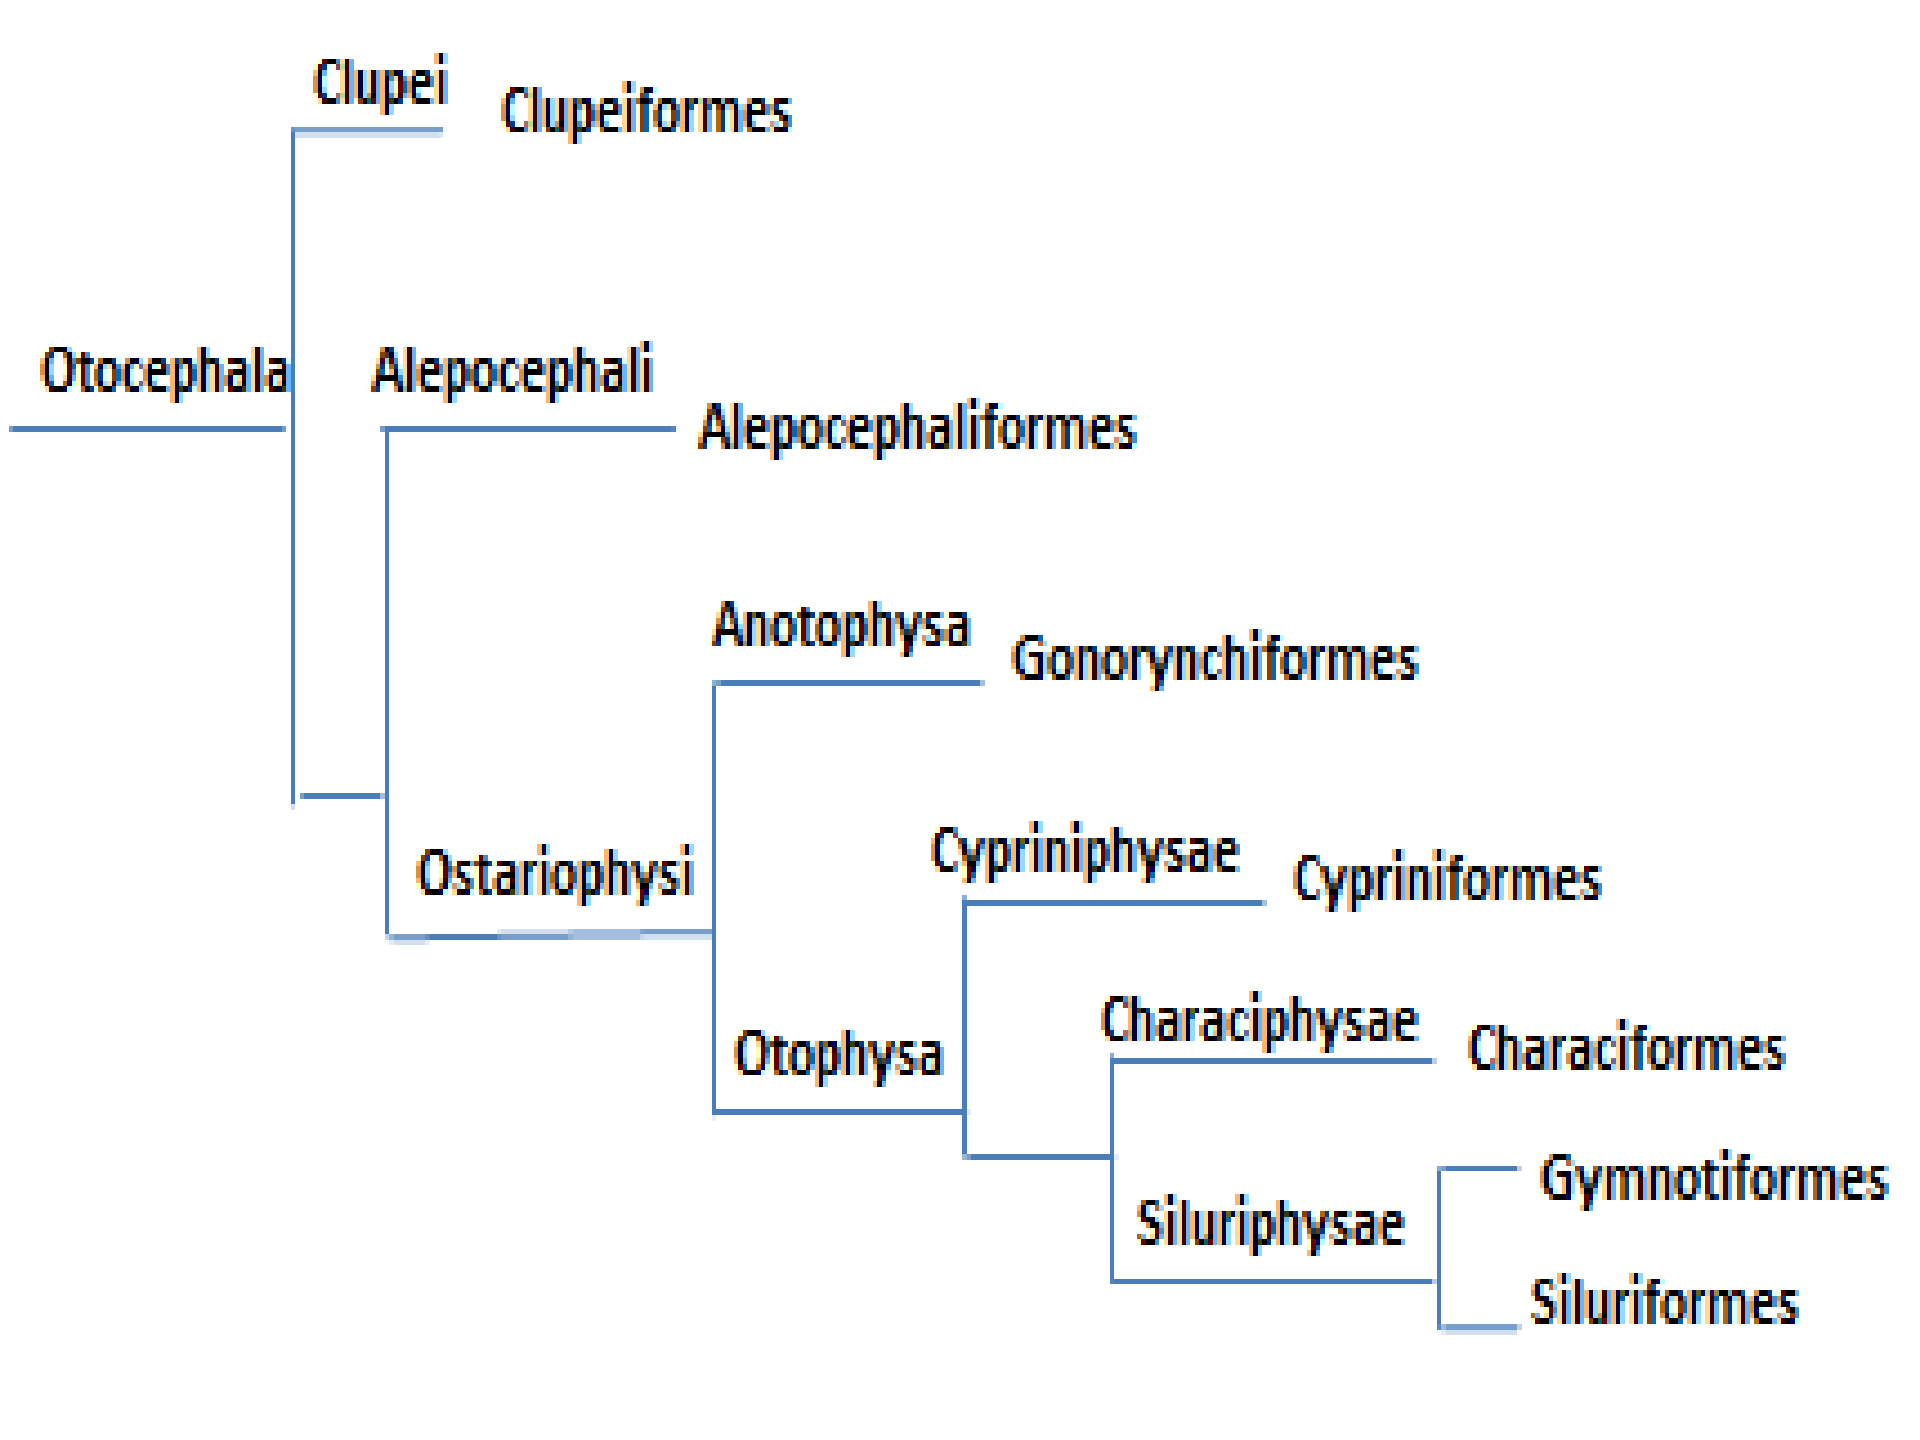 Clupei
Clupeiformes
Otocephala
Alepocephali
Alepocephaliformes
Anotophysa
Gonorynchiformes
Ostariophysi
Cypriniphysae
Cypriniformes
Otophysa
Characiphysae
Characiformes
Gymnotiformes
Siluriphysae
Siluriformes